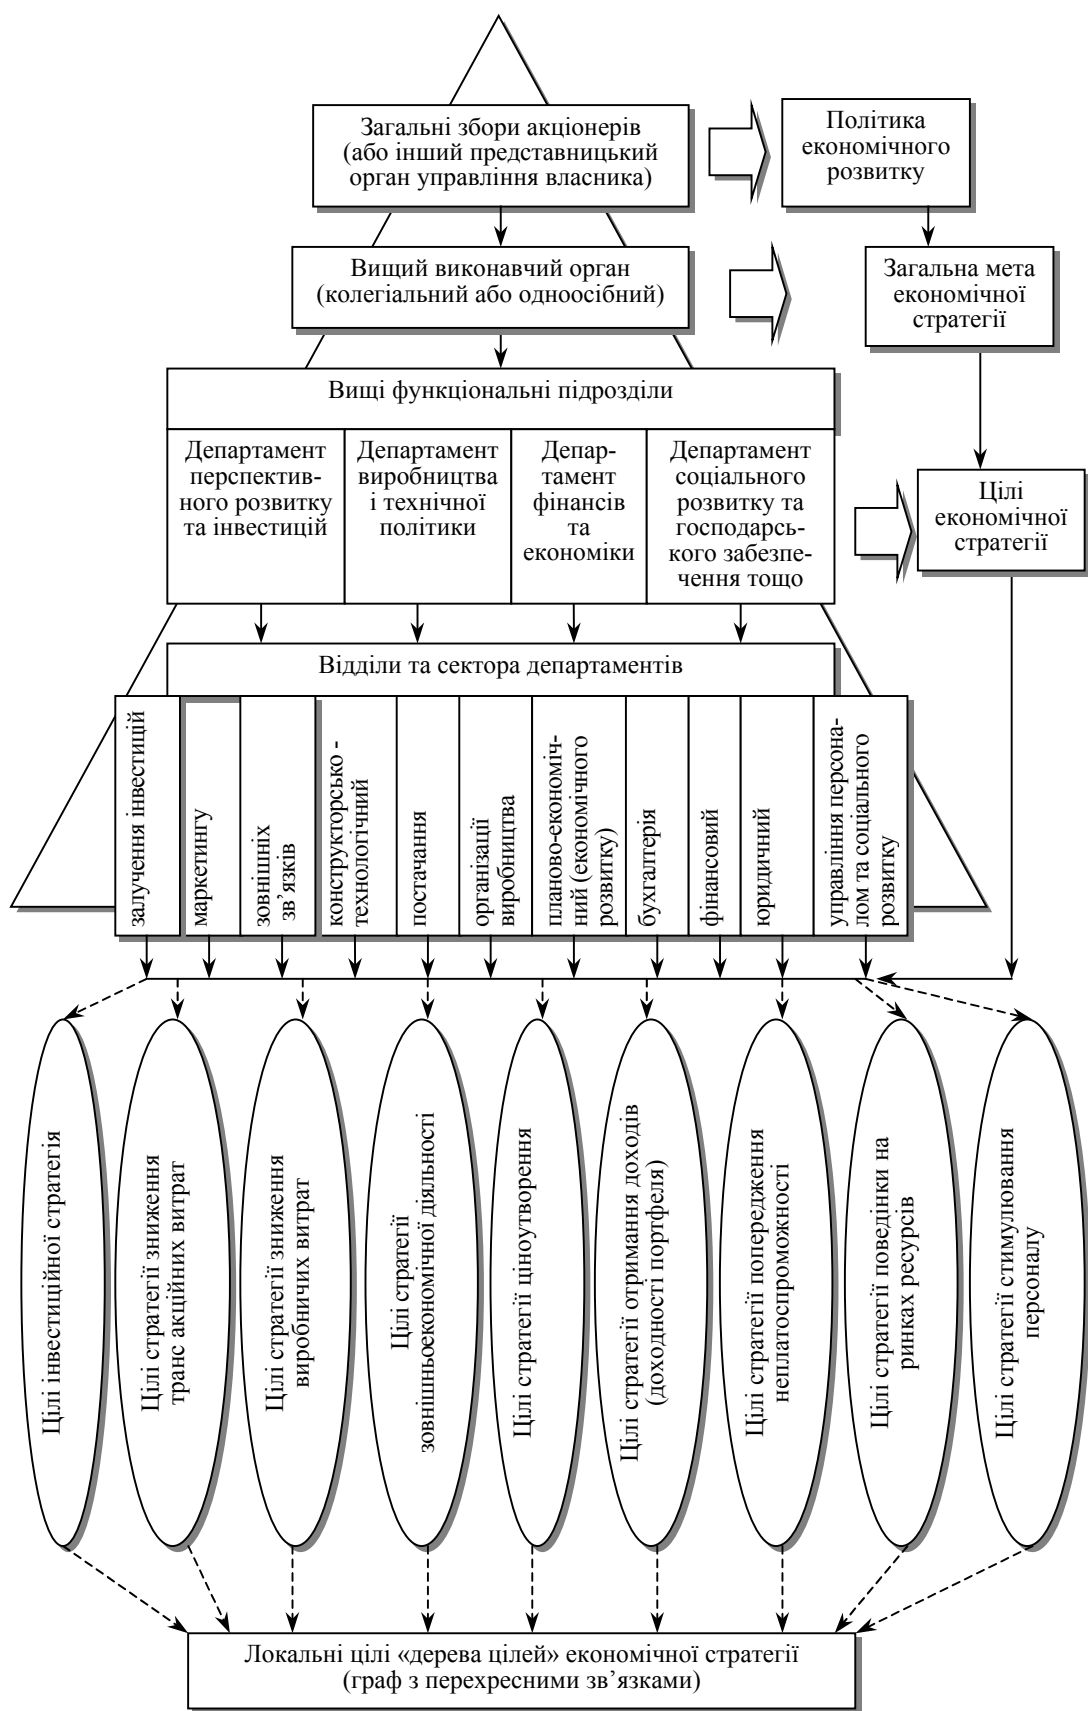 Загальні збори акціонерів
(або інший представницький
орган управління власника)
Політика
економічного
розвитку
Вищий виконавчий орган
(колегіальний або одноосібний)
Загальна мета
економічної
стратегії
Вищі функціональні підрозділи
Департамент
перспектив-
ного розвитку
та інвестицій
Департамент
виробництва
і технічної
політики
Депар-
тамент
фінансів
та
економіки
Департамент
соціального
розвитку та
господарсь-
кого забезпе-
чення тощо
Цілі
економічної
стратегії
Відділи та сектора департаментів
залучення інвестицій
маркетингу
зовнішніх
зв’язків
конструкторсько -
технологічний
постачання
організації
виробництва
планово-економіч-
ний (економічного
розвитку)
бухгалтерія
фінансовий
юридичний
управління персона-
лом та соціального
розвитку
Цілі інвестиційної стратегія
Цілі стратегії зниження
транс акційних витрат
Цілі стратегії зниження
виробничих витрат
Цілі стратегії
зовнішньоекономічної діяльності
Цілі стратегії ціноутворення
Цілі стратегії отримання доходів
(доходності портфеля)
Цілі стратегії попередження
неплатоспроможності
Цілі стратегії поведінки на
ринках ресурсів
Цілі стратегії стимулювання
персоналу
Локальні цілі «дерева цілей» економічної стратегії
(граф з перехресними зв’язками)